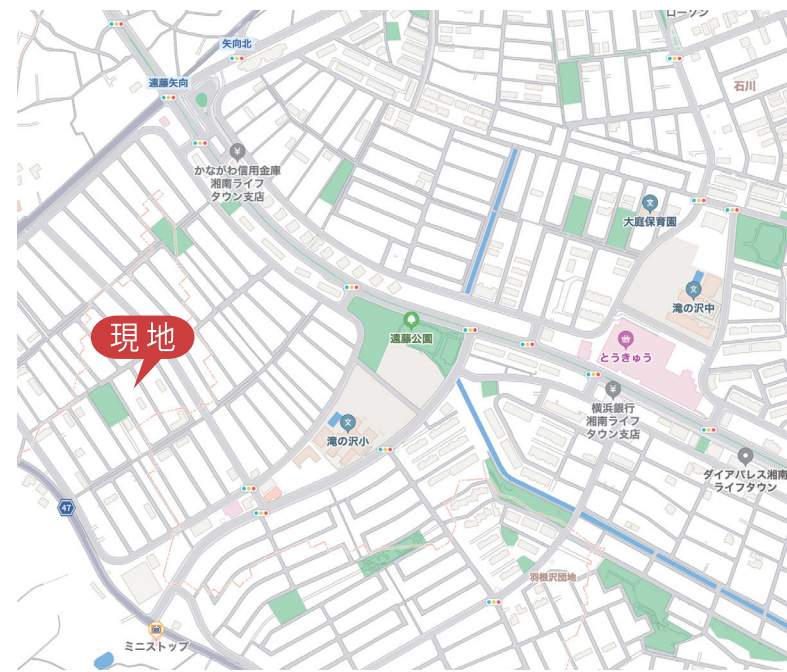 ローソン
矢向北
遠藤矢向
石川
かながわ信用金庫
湘南ライフ
タウン支店
大庭保育園
滝の沢中
現地
遠藤公園
とうきゅう
横浜銀行
湘南ライフ
タウン支店
滝の沢小
ダイアパレス湘南
ライフタウン
47
羽根沢団地
ミニストップ